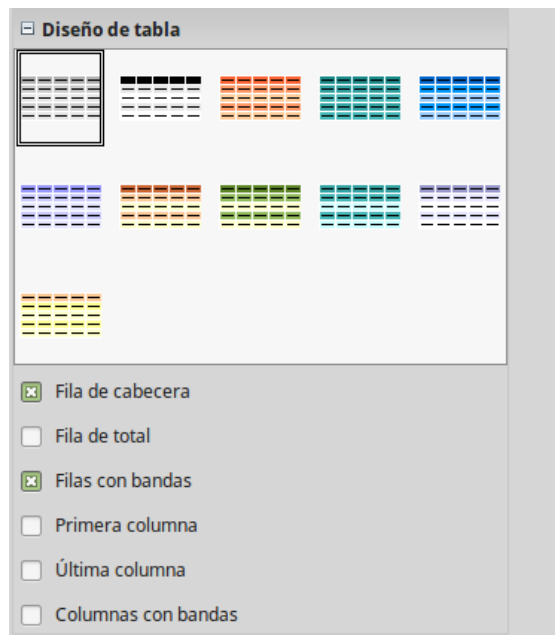 Diseño de tabla
Fila de cabecera
Fila de total
Filas con bandas
Primera columna
Última columna
Columnas con bandas